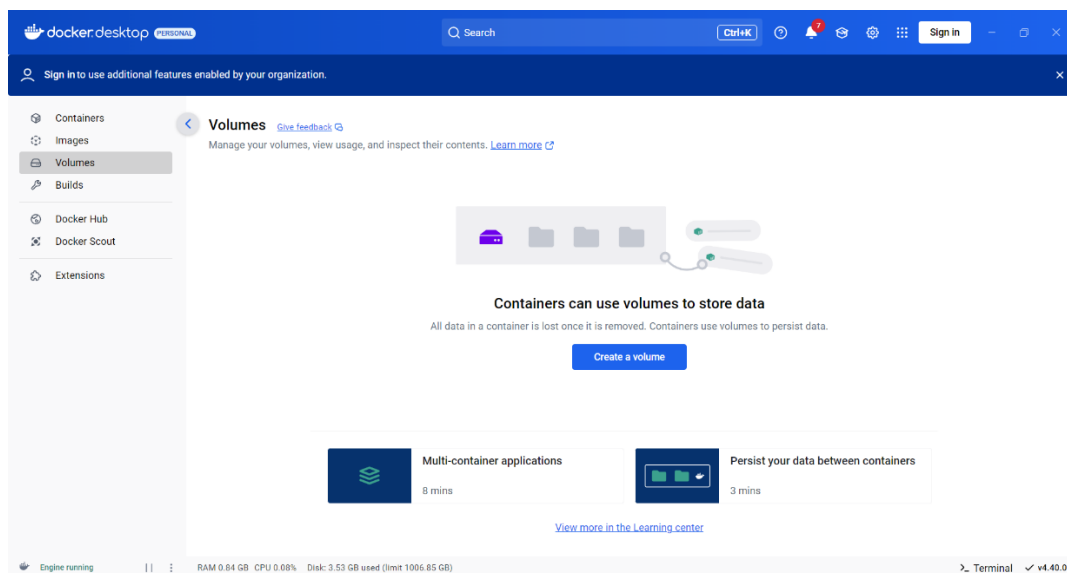 docker.desktop PERSONAL
Search
Ctrl+K
7
Sign in
Sign in to use additional features enabled by your organization.
Containers
Images
Volumes
Builds
Docker Hub
Docker Scout
Extensions
Volumes Give feedback
Manage your volumes, view usage, and inspect their contents. Learn more
Containers can use volumes to store data
All data in a container is lost once it is removed. Containers use volumes to persist data.
Create a volume
Multi-container applications
8 mins
Persist your data between containers
3 mins
View more in the Learning center
Engine running
RAM 0.84 GB CPU 0.08% Disk: 3.53 GB used (limit 1006.85 GB)
>_ Terminal
v4.40.0